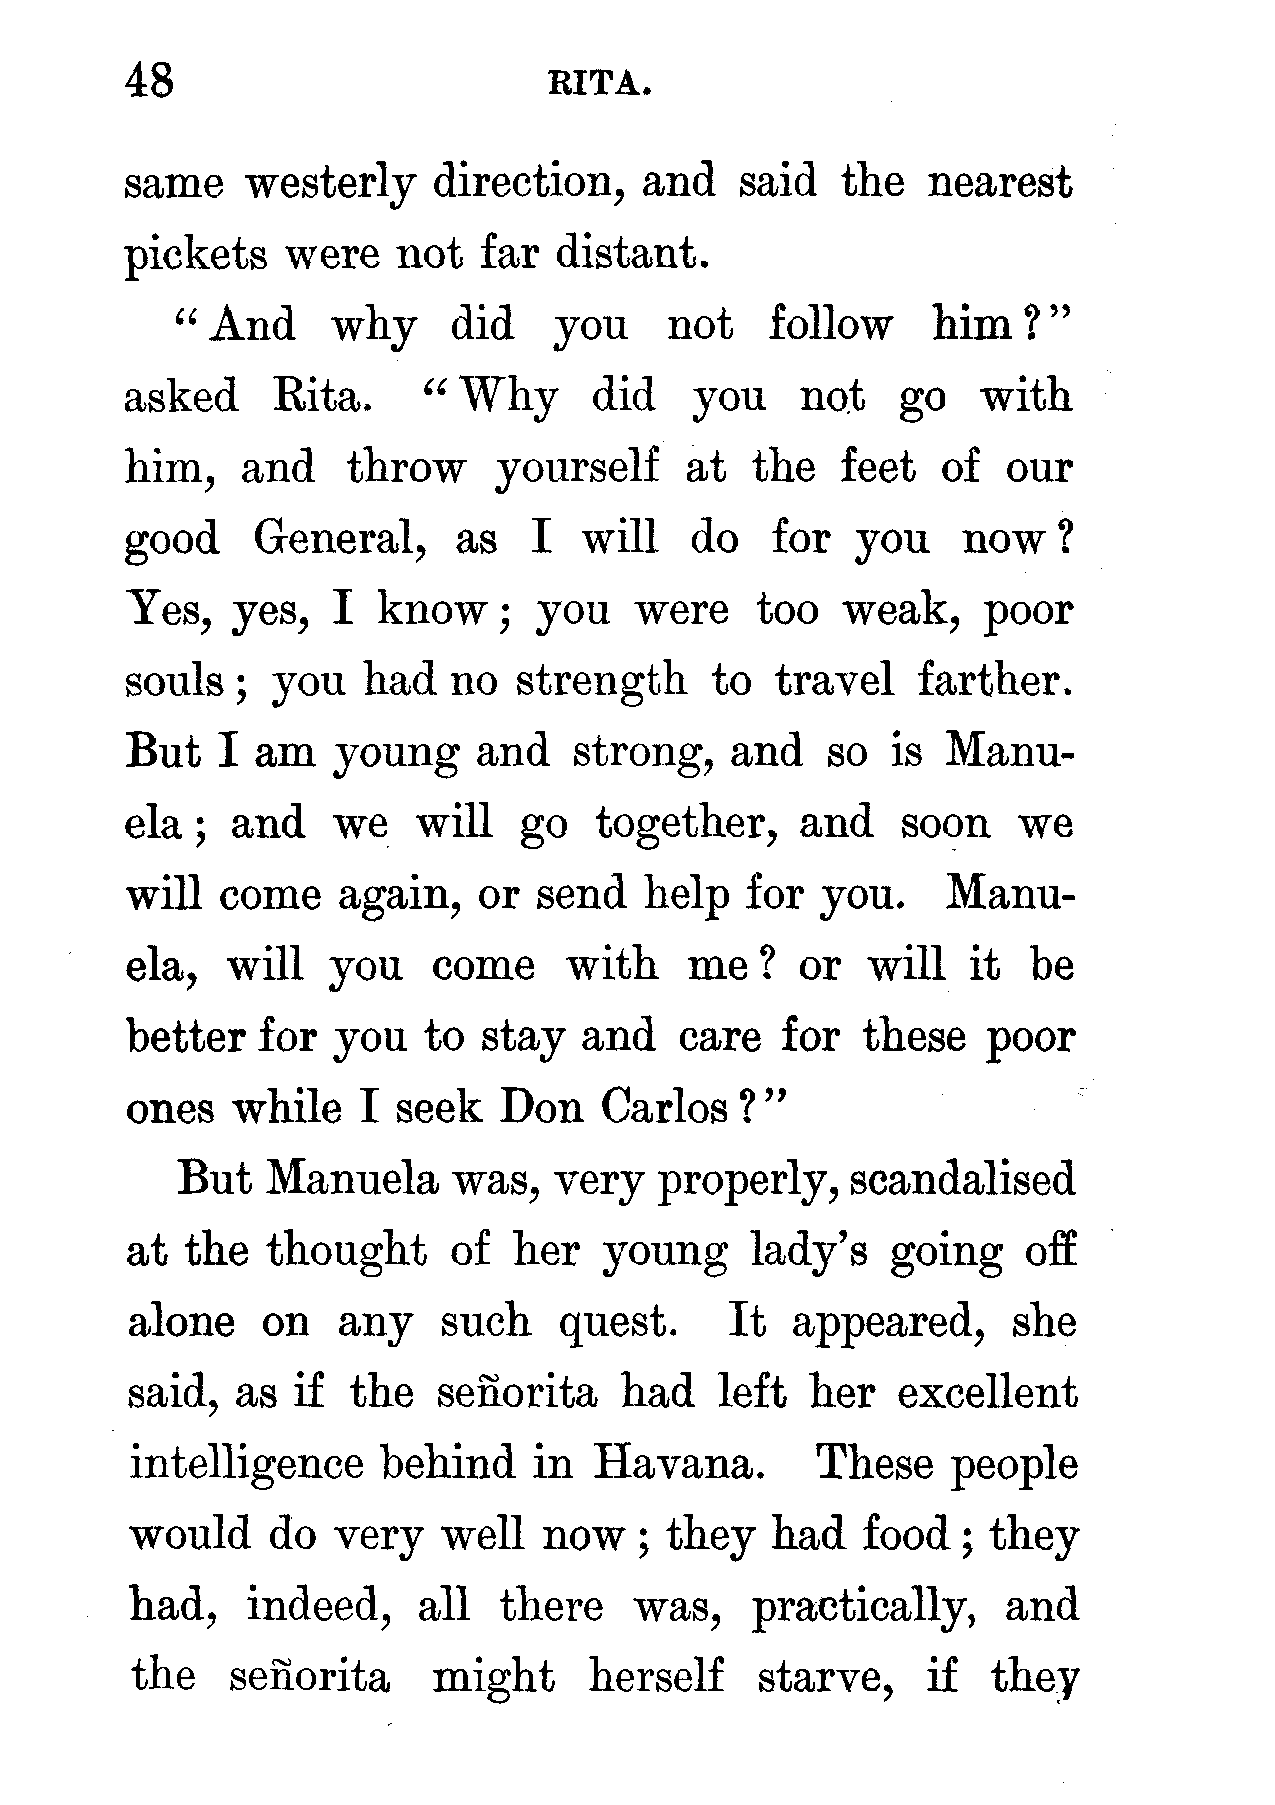 48 RITA.
same westerly direction, and said the nearest
pickets were not far distant.
“And why did you not follow him?”
asked Rita. “Why did you not go with
him, and throw yourself at the feet of our
good General, as I will do for you now?
Yes, yes, I know; you were too weak, poor
souls; you had no strength to travel farther.
But I am young and strong, and so is Manu-
ela; and we will go together, and soon we
will come again, or send help for you. Manu-
ela, will you come with me? or will it be
better for you to stay and care for these poor
ones while I seek Don Carlos?”
But Manuela was, very properly, scandalised
at the thought of her young lady’s going off
alone on any such quest. It appeared, she
said, as if the señorita had left her excellent
intelligence behind in Havana. These people
would do very well now; they had food; they
had, indeed, all there was, practically, and
the señorita might herself starve, if they